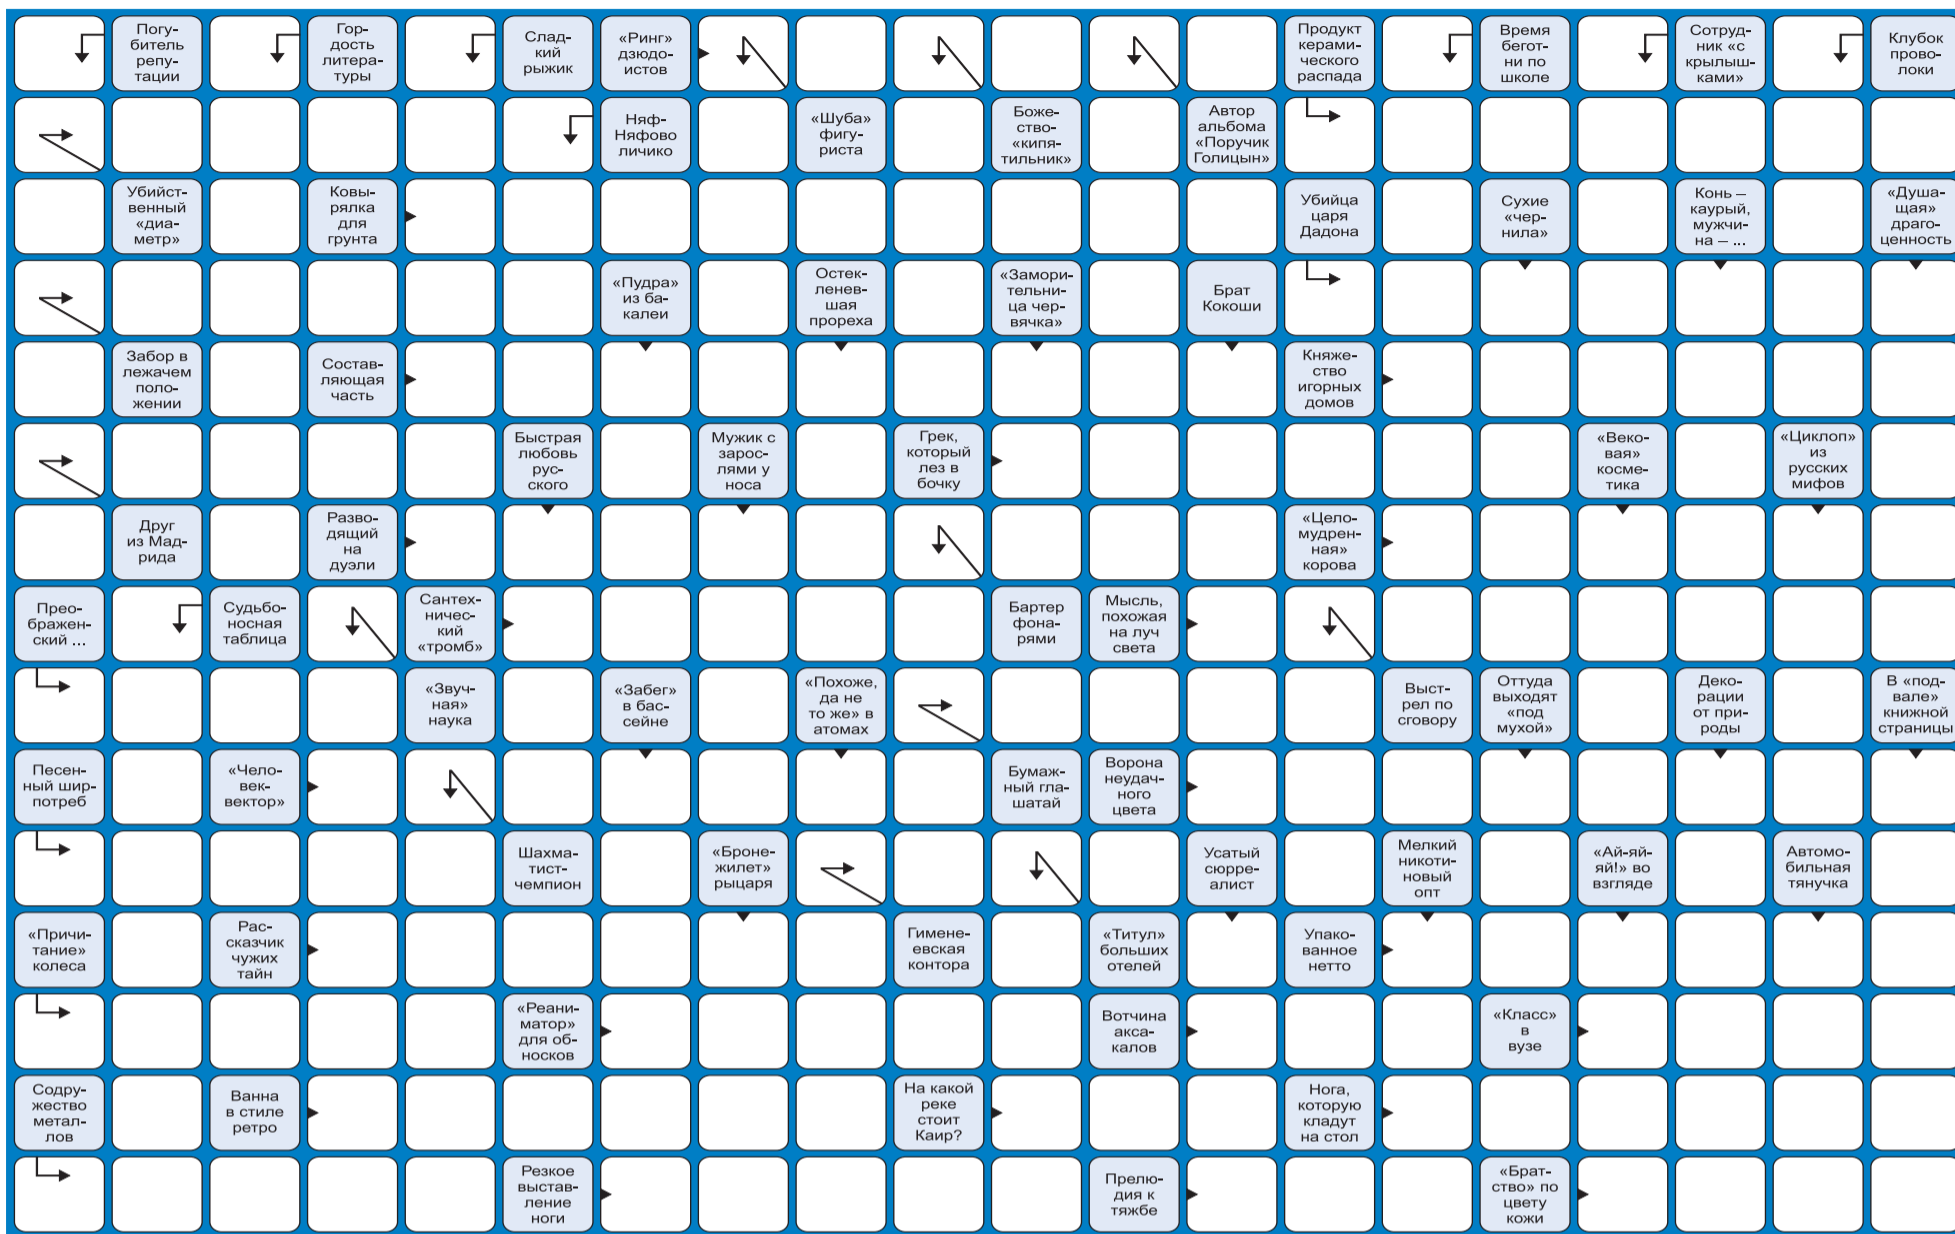 Погу-
битель
репу-
тации
Гор-
дость
литера-
туры
Слад-
кий
рыжик
«Ринг»
дзюдо-
истов
Продукт
керами-
ческого
распада
Время
бегот-
ни по
школе
Сотруд-
ник «с
крылыш-
ками»
Клубок
прово-
локи
Няф-
Няфово
личико
«Шуба»
фигу-
риста
Боже-
ство-
«кипя-
тильник»
Автор
альбома
«Поручик
Голицын»
Убийст-
венный
«диа-
метр»
Ковы-
рялка
для
грунта
Убийца
царя
Дадона
Сухие
«чер-
нила»
Конь –
каурый,
мужчи-
на – ...
«Душа-
щая»
драго-
ценность
«Пудра»
из ба-
калеи
Остек-
ленев-
шая
прореха
«Замори-
тельни-
ца чер-
вячка»
Брат
Кокоши
Забор в
лежачем
поло-
жении
Состав-
ляющая
часть
Княже-
ство
игорных
домов
Быстрая
любовь
рус-
ского
Мужик с
зарос-
лями у
носа
Грек,
который
лез в
бочку
«Веко-
вая»
косме-
тика
«Циклоп»
из
русских
мифов
Друг
из Мад-
рида
Разво-
дящий
на
дуэли
«Цело-
мудрен-
ная»
корова
Прео-
бражен-
ский ...
Судьбо-
носная
таблица
Сантех-
ничес-
кий
«тромб»
Бартер
фона-
рями
Мысль,
похожая
на луч
света
«Звуч-
ная»
наука
«Забег»
в бас-
сейне
«Похоже,
да не
то же» в
атомах
Выст-
рел по
сговору
Оттуда
выходят
«под
мухой»
Деко-
рации
от при-
роды
В «под-
вале»
книжной
страницы
Песен-
ный шир-
потреб
«Чело-
век-
вектор»
Бумаж-
ный гла-
шатай
Ворона
неудач-
ного
цвета
Шахма-
тист-
чемпион
«Броне-
жилет»
рыцаря
Усатый
сюрре-
алист
Мелкий
никоти-
новый
опт
«Ай-яй-
яй!» во
взгляде
Автомо-
бильная
тянучка
«Причи-
тание»
колеса
Рас-
сказчик
чужих
тайн
Гимене-
евская
контора
«Титул»
больших
отелей
Упако-
ванное
нетто
«Реани-
матор»
для об-
носков
Вотчина
акса-
калов
«Класс»
в
вузе
Содру-
жество
метал-
лов
Ванна
в стиле
ретро
На какой
реке
стоит
Каир?
Нога,
которую
кладут
на стол
Резкое
выстав-
ление
ноги
Прелю-
дия к
тяжбе
«Брат-
ство» по
цвету
кожи